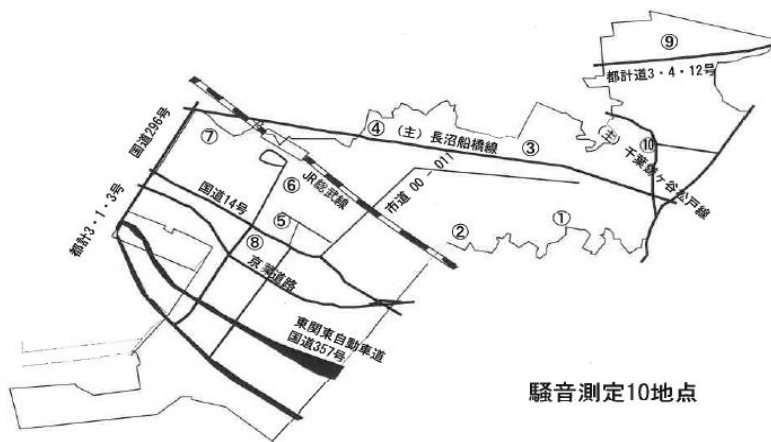 ⑨
都計道3・4・12号
国道296号
⑦
④
(主)長沼船橋線
③
(主)千葉鎌ヶ谷松戸線
⑩
都計3・1・3号
国道14号
⑥
JR総武線
市道 00 - 011
⑤
②
①
⑧
京葉道路
東関東自動車道
国道357号
騒音測定10地点